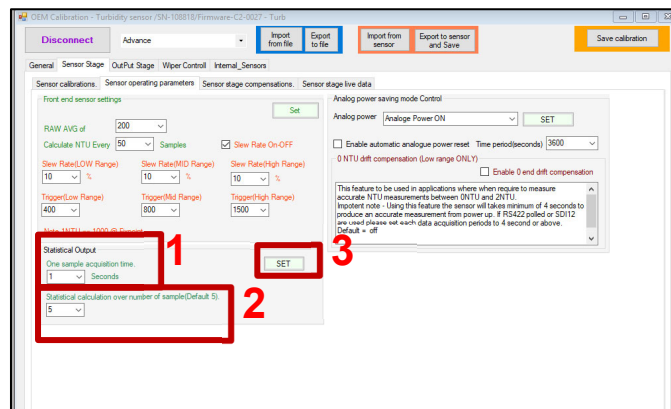 OEM Calibration - Turbidity sensor /SN-108818/Firmware-C2-0027 - Turb
Disconnect
Advance
Import from file
Export to file
Import from sensor
Export to sensor and Save
Save calibration
General Sensor Stage OutPut Stage Wiper Controll Internal_Sensors
Sensor calibrations. Sensor operating parameters Sensor stage compensations. Sensor stage live data
Front end sensor settings
Set
RAW AVG of 200
Calculate NTU Every 50 Samples Slew Rate On-OFF
Slew Rate(LOW Range) Slew Rate(MID Range) Slew Rate(High Range)
10 % 10 % 10 %
Trigger(Low Range) Trigger(Mid Range) Trigger(High Range)
400 800 1500
Analog power saving mode Control
Analog power Analoge Power ON SET
Enable automatic analogue power reset Time period(seconds) 3600
0 NTU drift compensation (Low range ONLY)
Enable 0 end drift compensation
This feature to be used in applications where when require to measure
accurate NTU measurements between 0NTU and 2NTU.
Impotent note - Using this feature the sensor will takes minimum of 4 seconds to
produce an accurate measurement from power up. If RS422 polled or SDI12
are used please set each data acquisition periods to 4 second or above.
Default = off
Statistical Output
One sample acquisition time.
1 Seconds
SET
Statistical calculation over number of sample(Default 5).
5
1
2
3